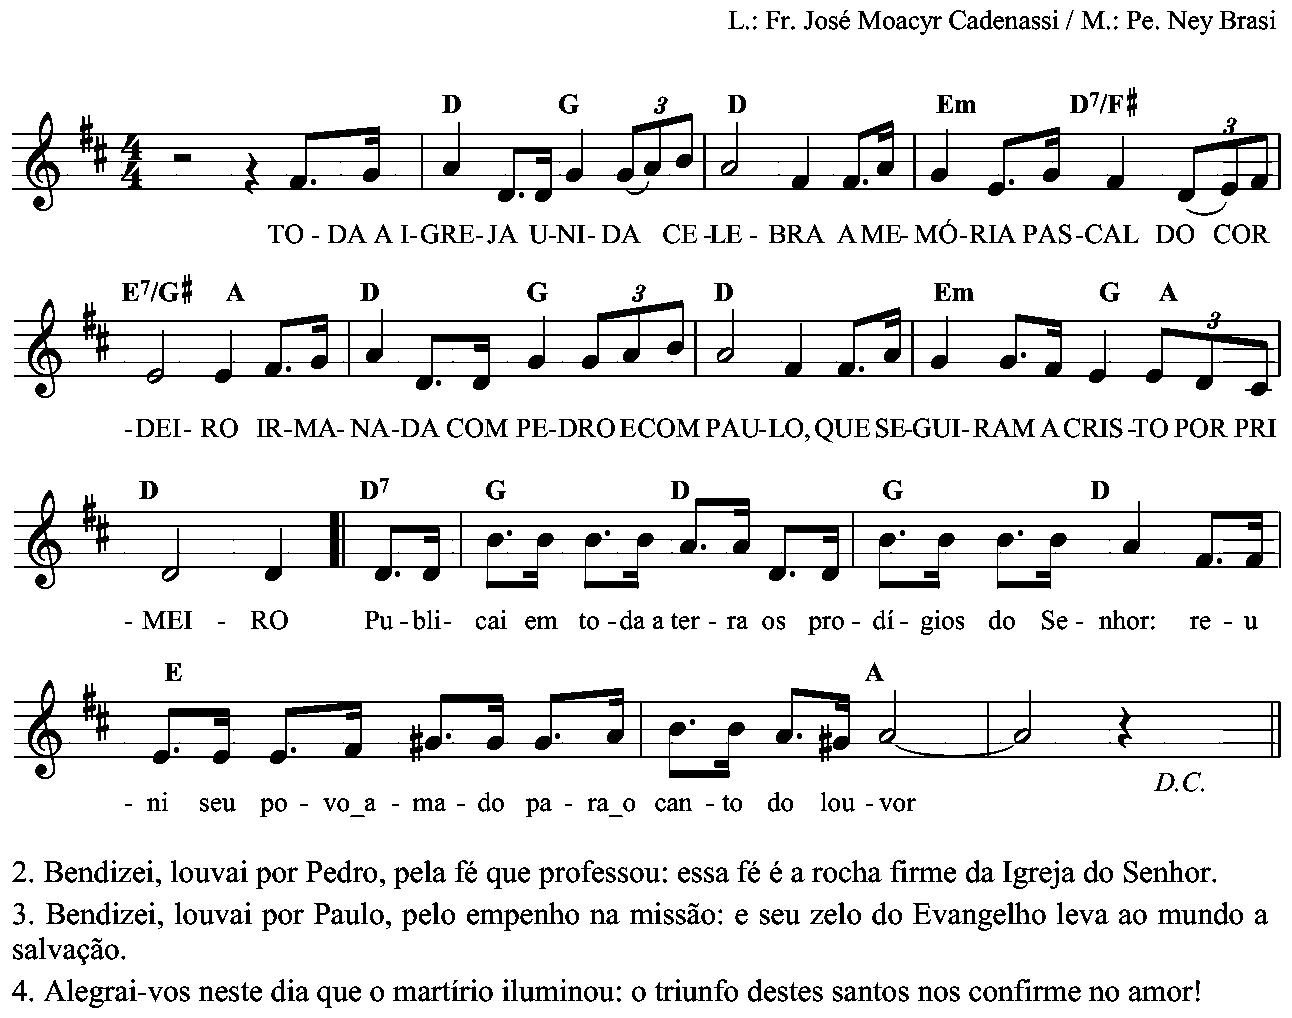 L.: Fr. José Moacyr Cadenassi / M.: Pe. Ney Brasi
D G 3 D Em D7/F♯ 3
4/4
TO - DA A I-GRE-JA U-NI-DA CE-LE - BRA A ME-MÓ-RIA PAS-CAL DO COR
E7/G♯ A D G 3 D Em G A 3
-DEI- RO IR-MA-NA-DA COM PE-DRO E COM PAU-LO, QUE SE-GUI-RAM A CRIS-TO POR PRI
D D7 G D G D
- MEI - RO Pu-bli- cai em to-da a ter-ra os pro-dí-gios do Se-nhor: re-u
E A
- ni seu po-vo_a-ma-do pa-ra_o can-to do lou-vor
D.C.
2. Bendizei, louvai por Pedro, pela fé que professou: essa fé é a rocha firme da Igreja do Senhor.
3. Bendizei, louvai por Paulo, pelo empenho na missão: e seu zelo do Evangelho leva ao mundo a
salvação.
4. Alegrai-vos neste dia que o martírio iluminou: o triunfo destes santos nos confirme no amor!